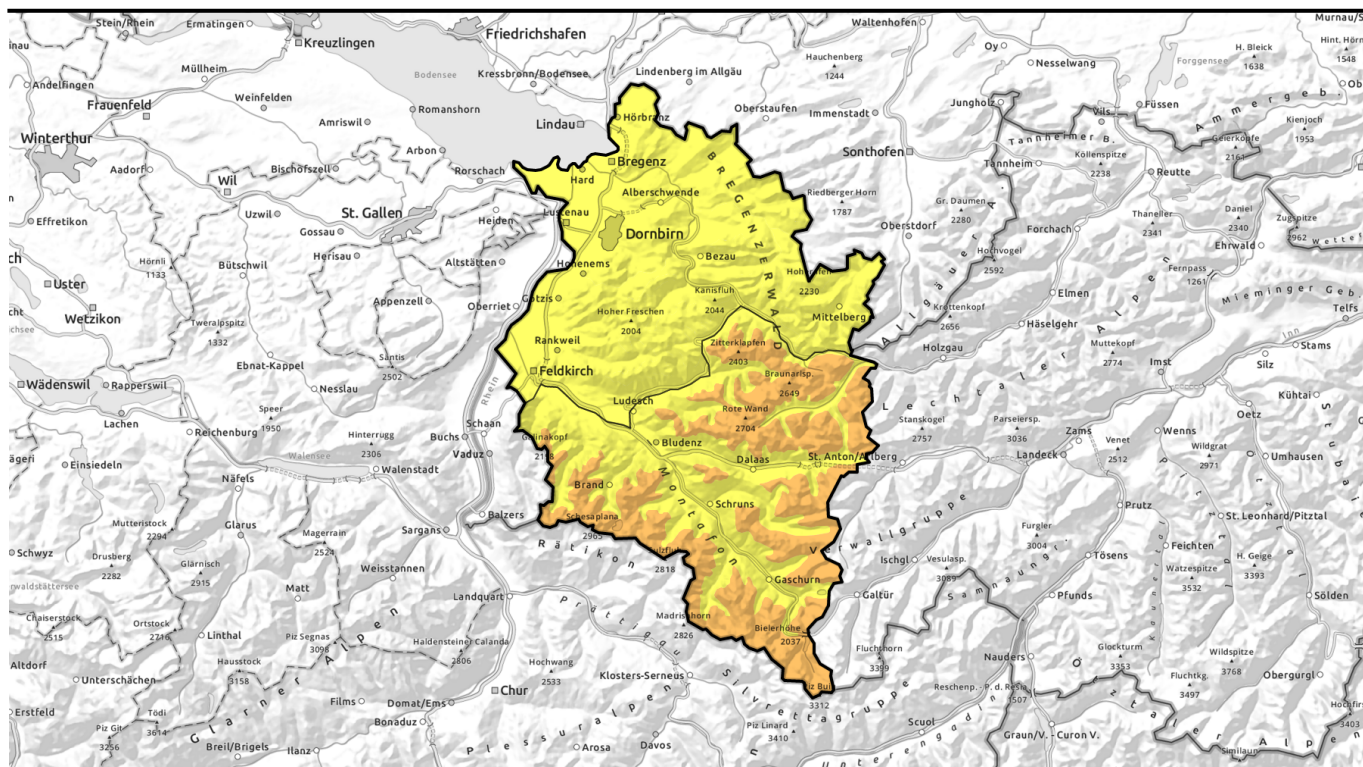 Stein/Rhein
Ermatingen
Kreuzlingen
Friedrichshafen
Waltenhofen
Murnau/S
Müllheim
Bodensee
Kressbronn/Bodensee
Lindenberg im Allgäu
Hauchenberg
1244
Oy
Nesselwang
Forggensee
H. Bleick
1638
Hint. Hörn
1548
Andelfingen
Frauenfeld
Weinfelden
Romanshorn
Lindau
Hörbranz
Oberstaufen
Immenstadt
Jungholz
Füssen
Vils
Ammergeb.
Kienjoch
1953
Geierköpfe
2161
Winterthur
Amriswil
Arbon
Bregenz
Sonthofen
Tannheimer B.
Tannheim
Köllenspitze
2238
Reutte
Aadorf
Bischofszell
Rorschach
Hard
BREGENZERWALD
Alberschwende
Riedberger Horn
1787
Gr. Daumen
2280
Thaneller
2341
Daniel
2340
Zugspitze
2962
Wil
Uzwil
St. Gallen
Heiden
Lustenau
Dornbirn
Oberstdorf
Forchach
Ehrwald
Effretikon
Gossau
Herisau
Altstätten
Hohenems
Bezau
Hochvogel
2592
Allgäuer A.
Fernpass
1261
Hörnli
1133
Bütschwil
Uster
Wetzikon
Appenzell
Oberriet
Götzis
Kanisfluh
2044
Hoher Freschen
2004
2230
Mittelberg
Krottenkopf
2656
Elmen
Mieminger Geb
Telfs
Tweralpspitz
1332
Häselgehr
Muttekopf
2774
Inn
Stams
Silz
Imst
Rankweil
Zitterklapfen
2403
Holzgau
Ebnat-Kappel
Säntis
2502
Feldkirch
Braunarlsp.
2649
Lechtaler Alpen
Wädenswil
Rapperswil
Nesslau
Rhein
Ludesch
Rote Wand
2704
Stanskogel
2757
Parseiersp.
3036
Oetz
Kühtai
Lachen
Speer
1950
Reichenburg
Hinterrugg
2306
Buchs
Schaan
Vaduz
Bludenz
Dalaas
St. Anton/Arlberg
Landeck
Zams
Venet
2512
Wenns
Wildgrat
2971
Umhausen
Einsiedeln
Walensee
Walenstadt
Näfels
Brand
Montafon
Schruns
Prutz
Balzers
Sargans
Schesaplana
2965
Rätikon
2818
Verwallgruppe
Furgler
3004
Ischgl
Vesulasp.
3089
Samnaungr.
Tösens
Feichten
St. Leonhard/Pitztal
Mutteristock
2294
Magerrain
2524
Glarus
Schwyz
Drusberg
2282
Glärnisch
2915
Matt
Weisstannen
Landquart
Gaschurn
Galtür
Pfunds
Watzespitze
3532
H. Geige
3393
Sölden
Chaiserstock
2515
Ortstock
2716
Linthal
Piz Segnas
3098
Haldensteiner Calanda
2806
Prättigau
Madrisahorn
2826
Bielerhöhe
2037
Altdorf
Hausstock
3158
Glarner Alpen
Hochwang
2533
Klosters-Serneus
Silvrettagruppe
Fluchthorn
3399
Nauders
Glockturm
3353
Wildspitze
3768
Obergurgl
Unterschächen
Chur
Films
Domat/Ems
Bonaduz
3312
Reschenp. - P. d. Resia
1507
Fluchtkg.
3497
Ötztaler Alpen
3403
Erstfeld
Tödi
3614
3256
Breil/Brigels
Ilanz
Plessuralpen
Arosa
Davos
Piz Linard
3410
Unterengadin
Scuol
Graun/V. - Curon V.
Similaun